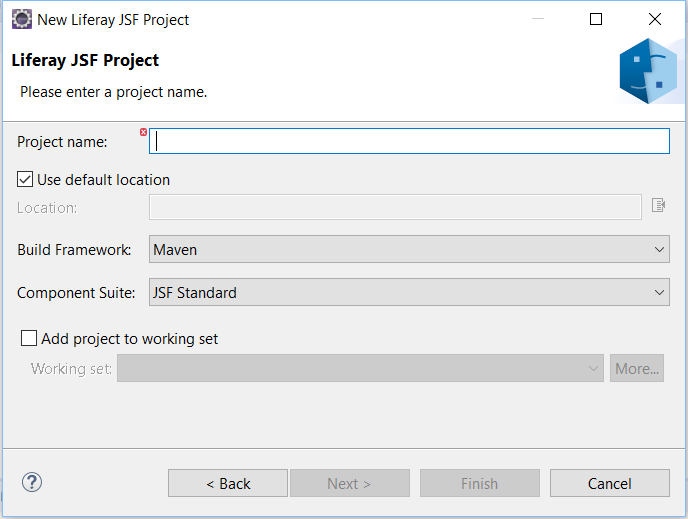 New Liferay JSF Project
Liferay JSF Project
Please enter a project name.
Project name:
Use default location
Location:
Build Framework: Maven
Component Suite: JSF Standard
Add project to working set
Working set: More...
? < Back Next > Finish Cancel